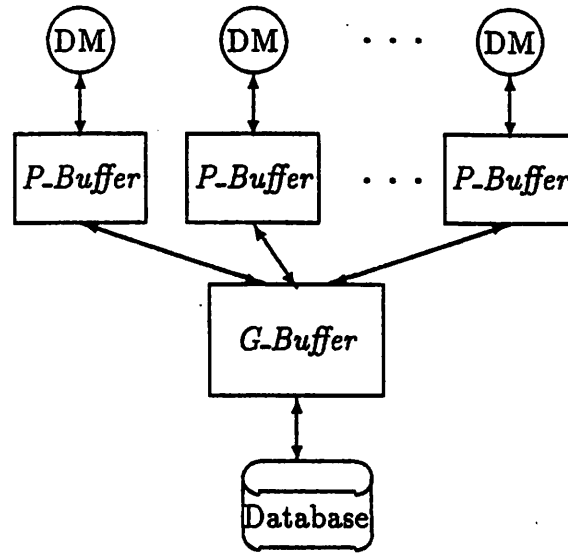 DM DM · · · DM
P_Buffer P_Buffer · · · P_Buffer
G_Buffer
Database